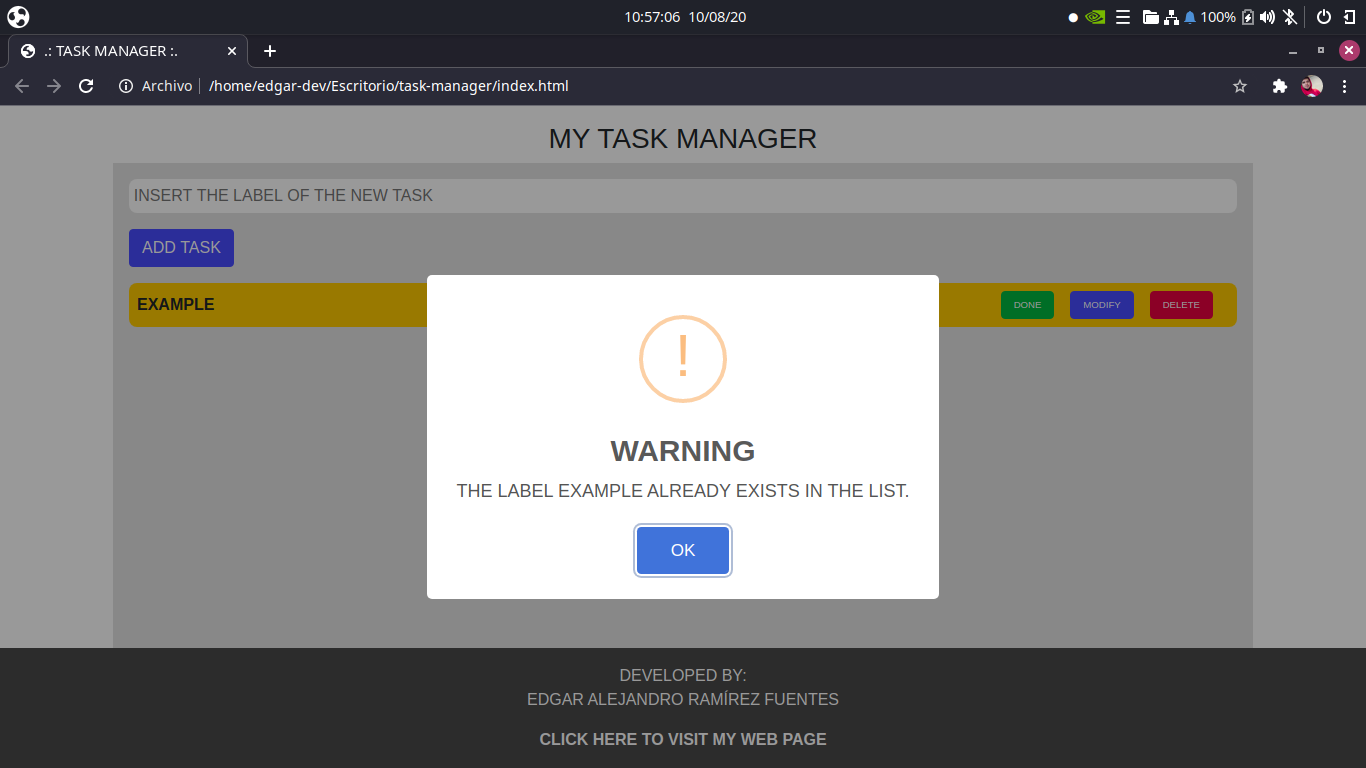 10:57:06 10/08/20
100%
.: TASK MANAGER :.
Archivo /home/edgar-dev/Escritorio/task-manager/index.html
MY TASK MANAGER
INSERT THE LABEL OF THE NEW TASK
ADD TASK
EXAMPLE
DONE
MODIFY
DELETE
!
WARNING
THE LABEL EXAMPLE ALREADY EXISTS IN THE LIST.
OK
DEVELOPED BY:
EDGAR ALEJANDRO RAMÍREZ FUENTES
CLICK HERE TO VISIT MY WEB PAGE